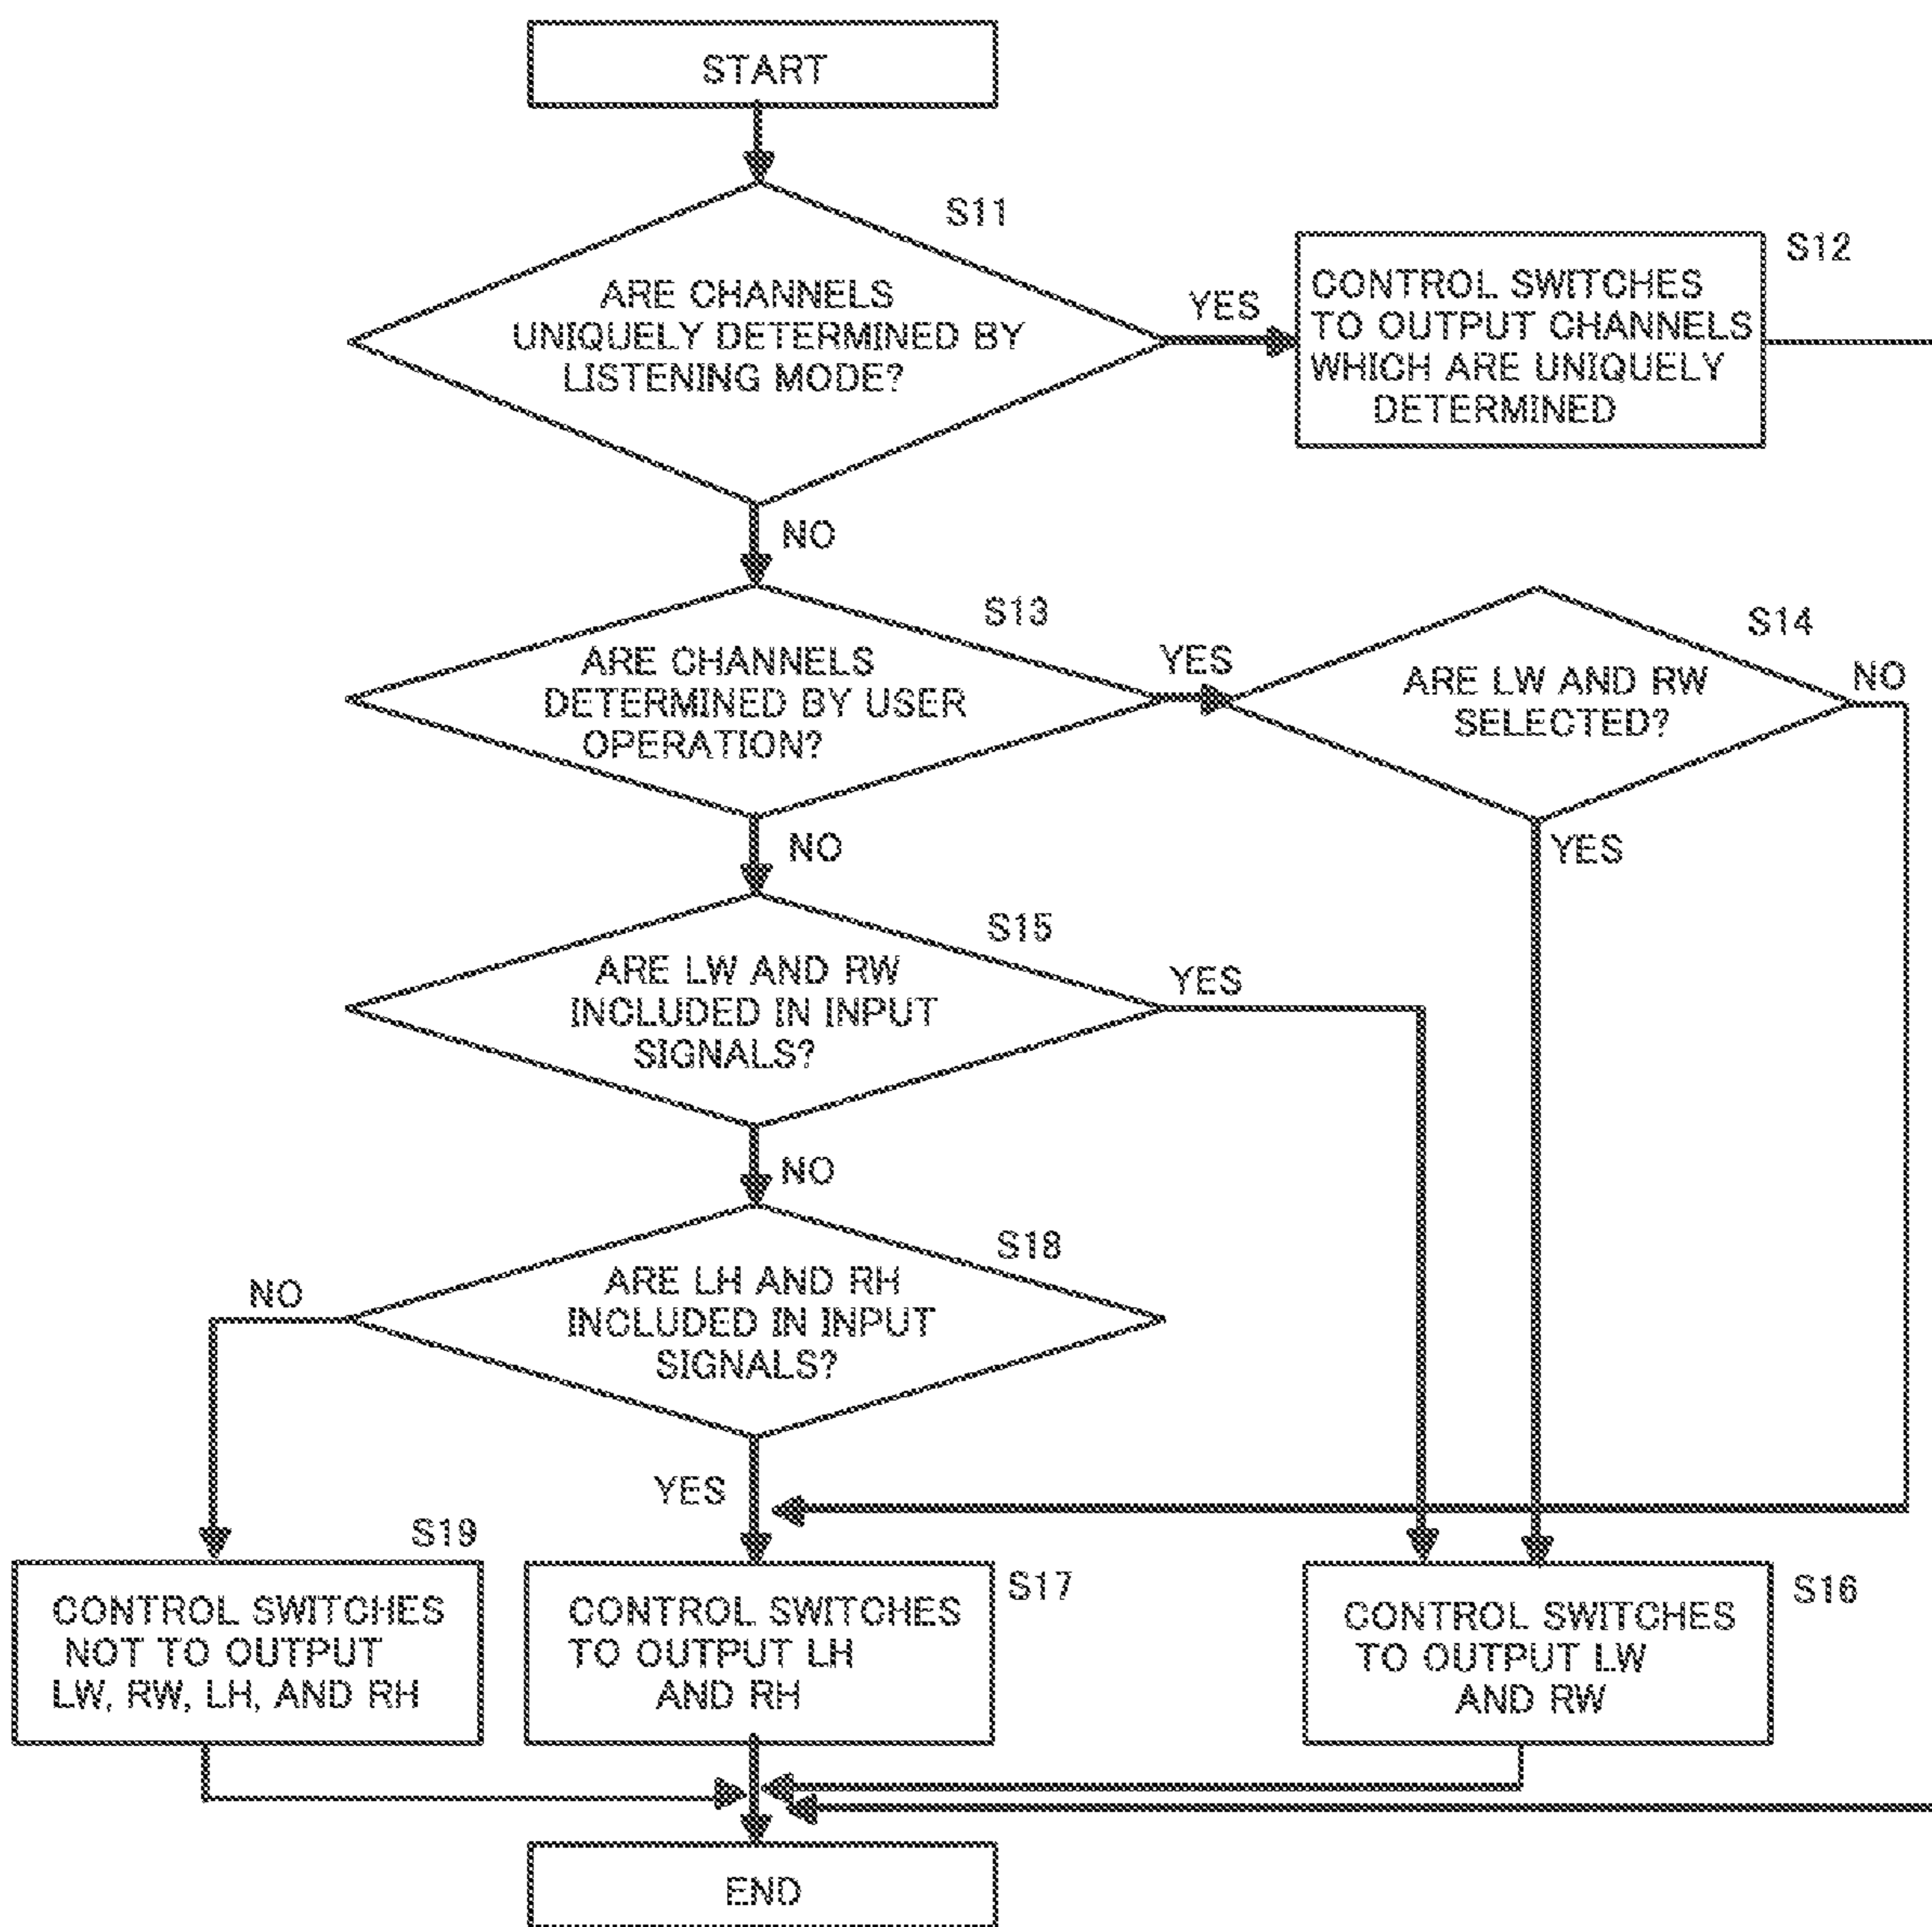 START
S11
ARE CHANNELS
UNIQUELY DETERMINED BY
LISTENING MODE?
YES
S12
CONTROL SWITCHES
TO OUTPUT CHANNELS
WHICH ARE UNIQUELY
DETERMINED
NO
S13
ARE CHANNELS
DETERMINED BY USER
OPERATION?
YES
S14
ARE LW AND RW
SELECTED?
NO
YES
NO
S15
ARE LW AND RW
INCLUDED IN INPUT
SIGNALS?
YES
NO
S18
ARE LH AND RH
INCLUDED IN INPUT
SIGNALS?
NO
YES
S19
CONTROL SWITCHES
NOT TO OUTPUT
LW, RW, LH, AND RH
S17
CONTROL SWITCHES
TO OUTPUT LH
AND RH
S16
CONTROL SWITCHES
TO OUTPUT LW
AND RW
END